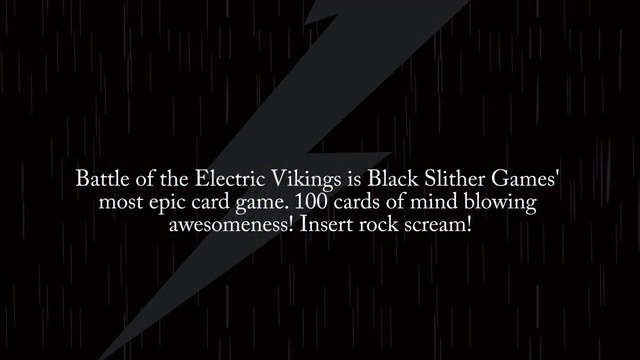 Battle of the Electric Vikings is Black Slither Games'
most epic card game. 100 cards of mind blowing
awesomeness! Insert rock scream!